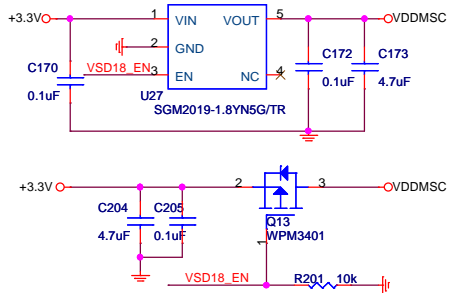 +3.3V
1
VIN
VOUT
5
VDDMSC
2
GND
C170
VSD18_EN
3
EN
NC
4
C172
C173
0.1uF
U27
0.1uF
4.7uF
SGM2019-1.8YN5G/TR
+3.3V
2
3
VDDMSC
C204
C205
Q13
4.7uF
0.1uF
WPM3401
1
VSD18_EN
R201
10k